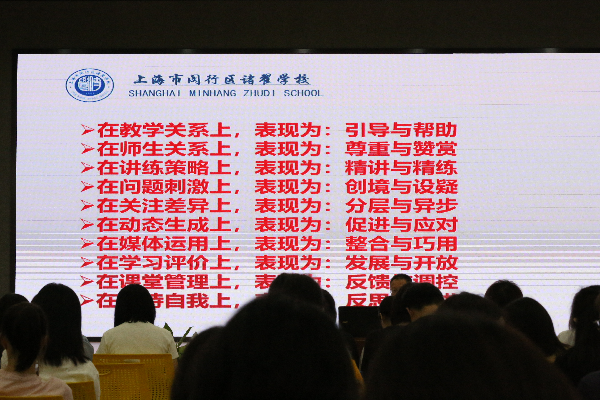 上海市闵行区诸翟学校
SHANGHAI MINHANG ZHUDI SCHOOL
➢在教学关系上，表现为：引导与帮助
➢在师生关系上，表现为：尊重与赞赏
➢在讲练策略上，表现为：精讲与精练
➢在问题刺激上，表现为：创境与设疑
➢在关注差异上，表现为：分层与异步
➢在动态生成上，表现为：促进与应对
➢在媒体运用上，表现为：整合与巧用
➢在学习评价上，表现为：发展与开放
➢在课堂管理上，表现为：反馈 调控
➢在 自我上， 反